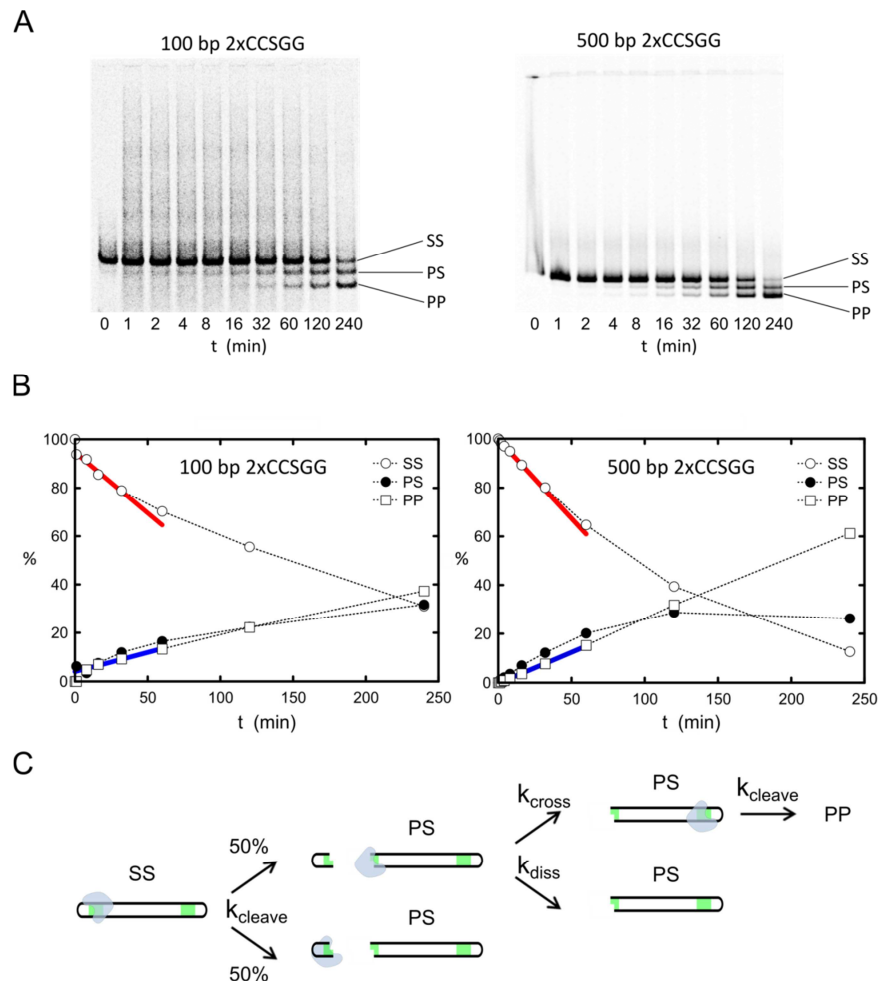 A
100 bp 2xCCSGG
500 bp 2xCCSGG
SS
PS
PP
0 1 2 4 8 16 32 60 120 240
t (min)
SS
PS
PP
0 1 2 4 8 16 32 60 120 240
t (min)
B
100 bp 2xCCSGG
SS
PS
PP
100
80
60
%
40
20
0
0 50 100 150 200 250
t (min)
500 bp 2xCCSGG
SS
PS
PP
100
80
60
%
40
20
0
0 50 100 150 200 250
t (min)
C
SS
50%
kcleave
50%
PS
PS
kcross
kdiss
PS
kcleave
PP
PS